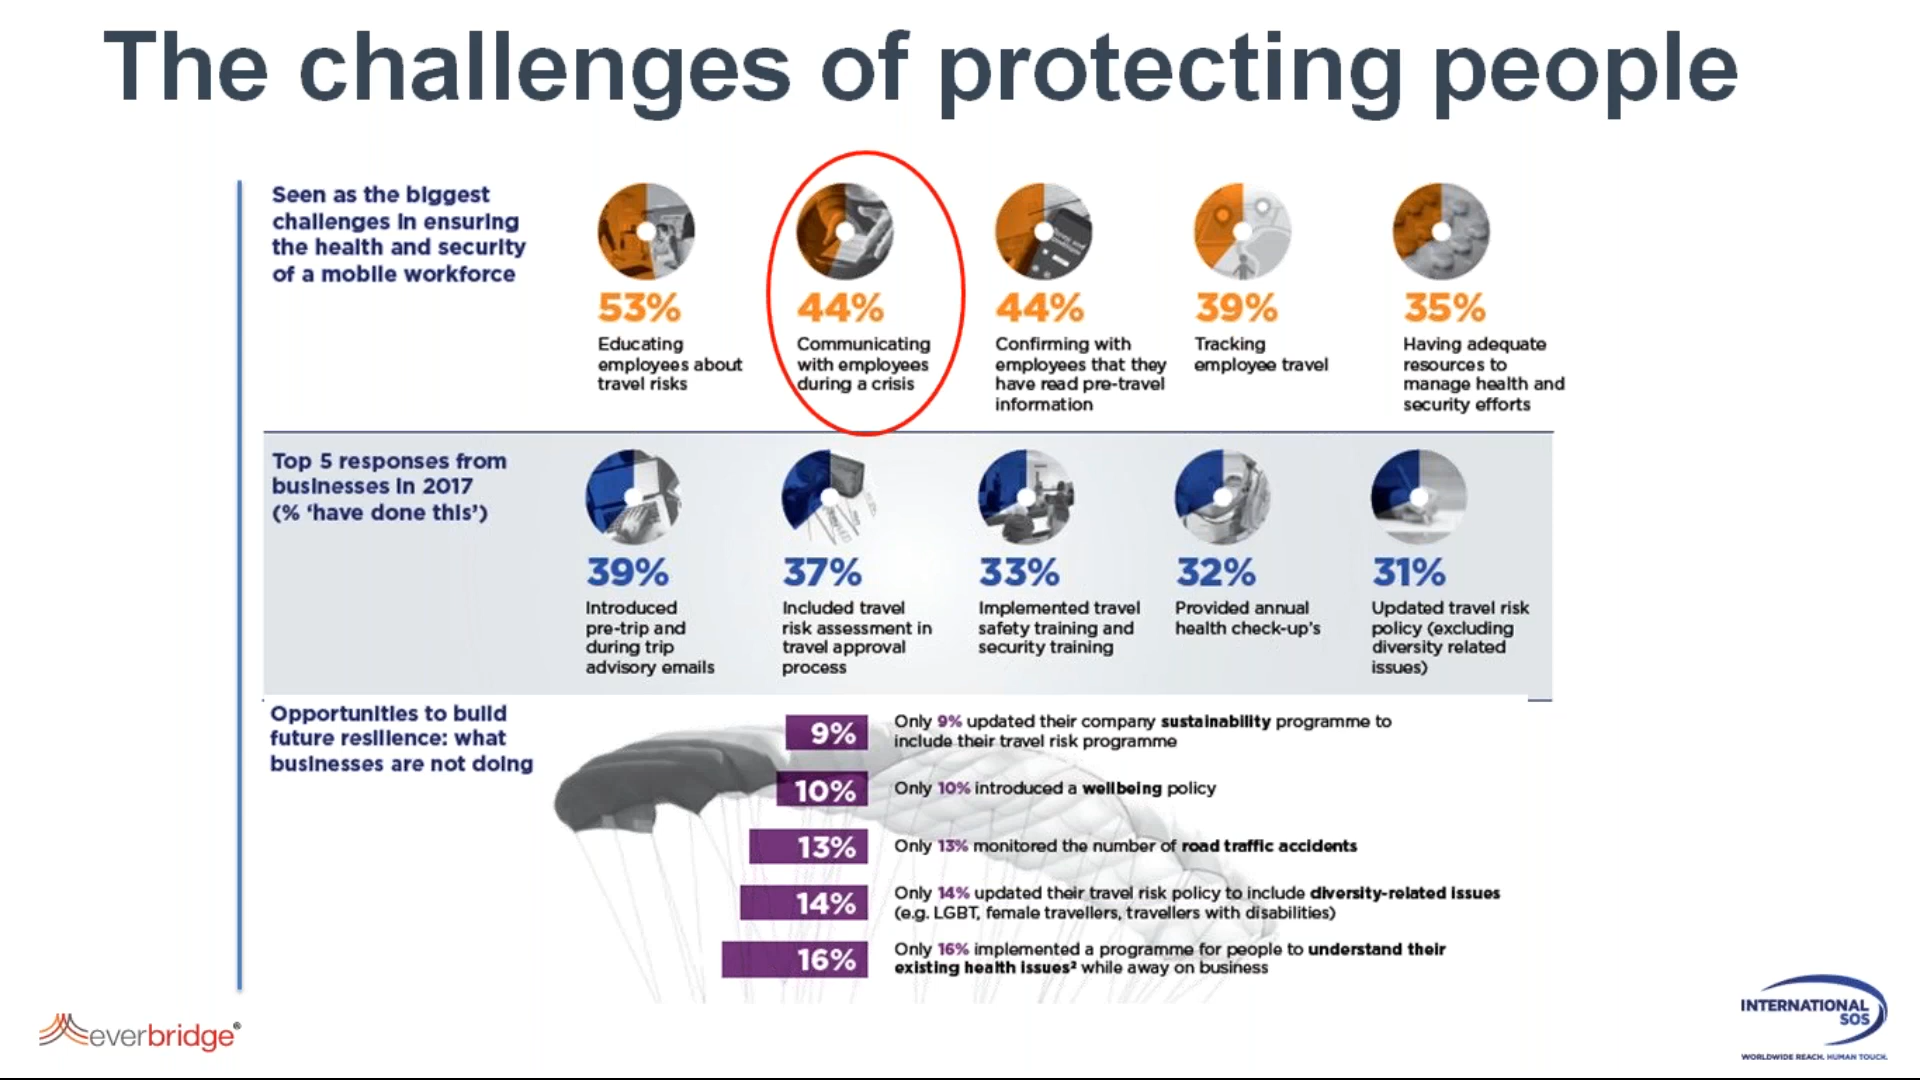 The challenges of protecting people
Seen as the biggest
challenges in ensuring
the health and security
of a mobile workforce
53%
Educating
employees about
travel risks
44%
Communicating
with employees
during a crisis
44%
Confirming with
employees that they
have read pre-travel
information
39%
Tracking
employee travel
35%
Having adequate
resources to
manage health and
security efforts
Top 5 responses from
businesses in 2017
(% ‘have done this’)
39%
Introduced
pre-trip and
during trip
advisory emails
37%
Included travel
risk assessment in
travel approval
process
33%
Implemented travel
safety training and
security training
32%
Provided annual
health check-up’s
31%
Updated travel risk
policy (excluding
diversity related
issues)
Opportunities to build
future resilience: what
businesses are not doing
9%
Only 9% updated their company sustainability programme to
include their travel risk programme
10%
Only 10% introduced a wellbeing policy
13%
Only 13% monitored the number of road traffic accidents
14%
Only 14% updated their travel risk policy to include diversity-related issues
(e.g. LGBT, female travellers, travellers with disabilities)
16%
Only 16% implemented a programme for people to understand their
existing health issues² while away on business
everbridge®
INTERNATIONAL
SOS
WORLDWIDE REACH. HUMAN TOUCH.